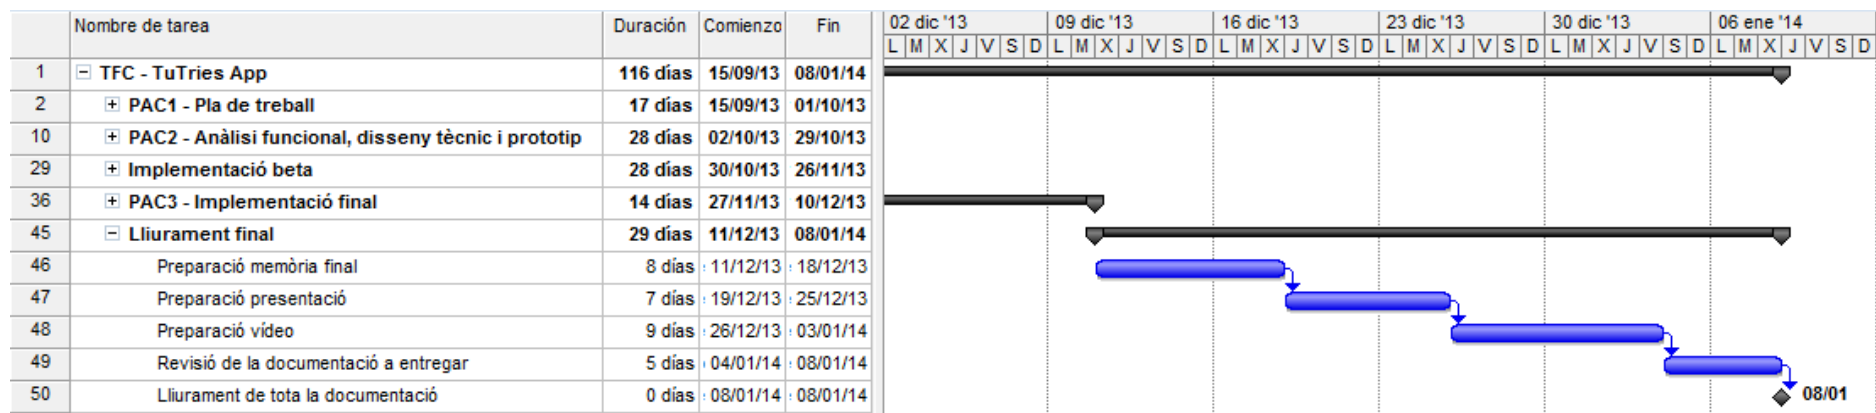 Nombre de tarea Duración Comienzo Fin 02 dic '13 09 dic '13 16 dic '13 23 dic '13 30 dic '13 06 ene '14
L M X J V S D L M X J V S D L M X J V S D L M X J V S D L M X J V S D L M X J V S D
1 TFC - TuTries App 116 días 15/09/13 08/01/14
2 PAC1 - Pla de treball 17 días 15/09/13 01/10/13
10 PAC2 - Anàlisi funcional, disseny tècnic i prototip 28 días 02/10/13 29/10/13
29 Implementació beta 28 días 30/10/13 26/11/13
36 PAC3 - Implementació final 14 días 27/11/13 10/12/13
45 Lliurament final 29 días 11/12/13 08/01/14
46 Preparació memòria final 8 días 11/12/13 18/12/13
47 Preparació presentació 7 días 19/12/13 25/12/13
48 Preparació vídeo 9 días 26/12/13 03/01/14
49 Revisió de la documentació a entregar 5 días 04/01/14 08/01/14
50 Lliurament de tota la documentació 0 días 08/01/14 08/01/14 08/01